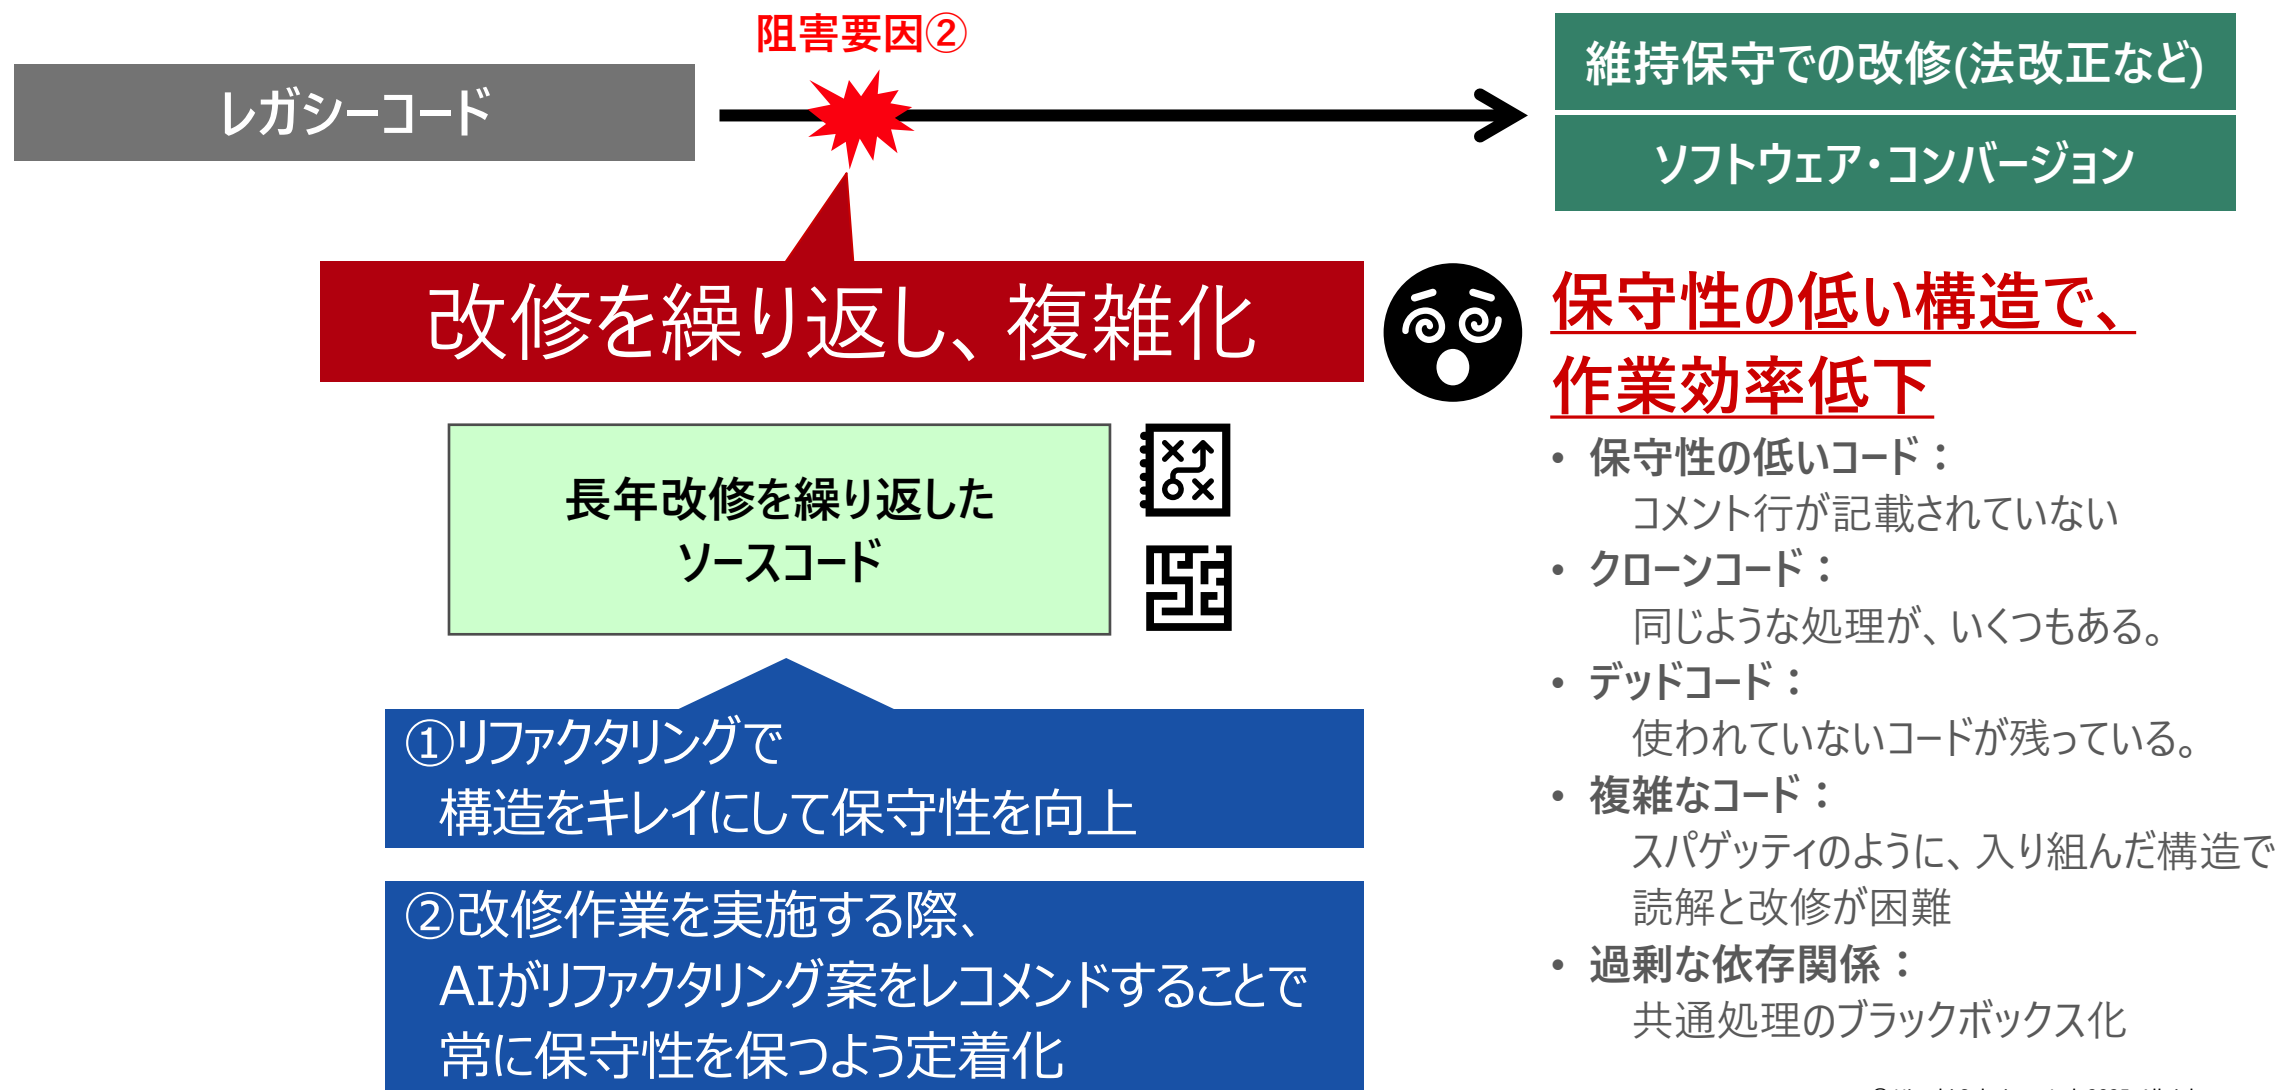 阻害要因②
レガシーコード
維持保守での改修(法改正など)
ソフトウェア・コンバージョン
改修を繰り返し、複雑化
保守性の低い構造で、
作業効率低下
長年改修を繰り返した
ソースコード
①リファクタリングで
構造をキレイにして保守性を向上
②改修作業を実施する際、
AIがリファクタリング案をレコメンドすることで
常に保守性を保つよう定着化
• 保守性の低いコード：
コメント行が記載されていない
• クローンコード：
同じような処理が、いくつもある。
• デッドコード：
使われていないコードが残っている。
• 複雑なコード：
スパゲッティのように、入り組んだ構造で
読解と改修が困難
• 過剰な依存関係：
共通処理のブラックボックス化